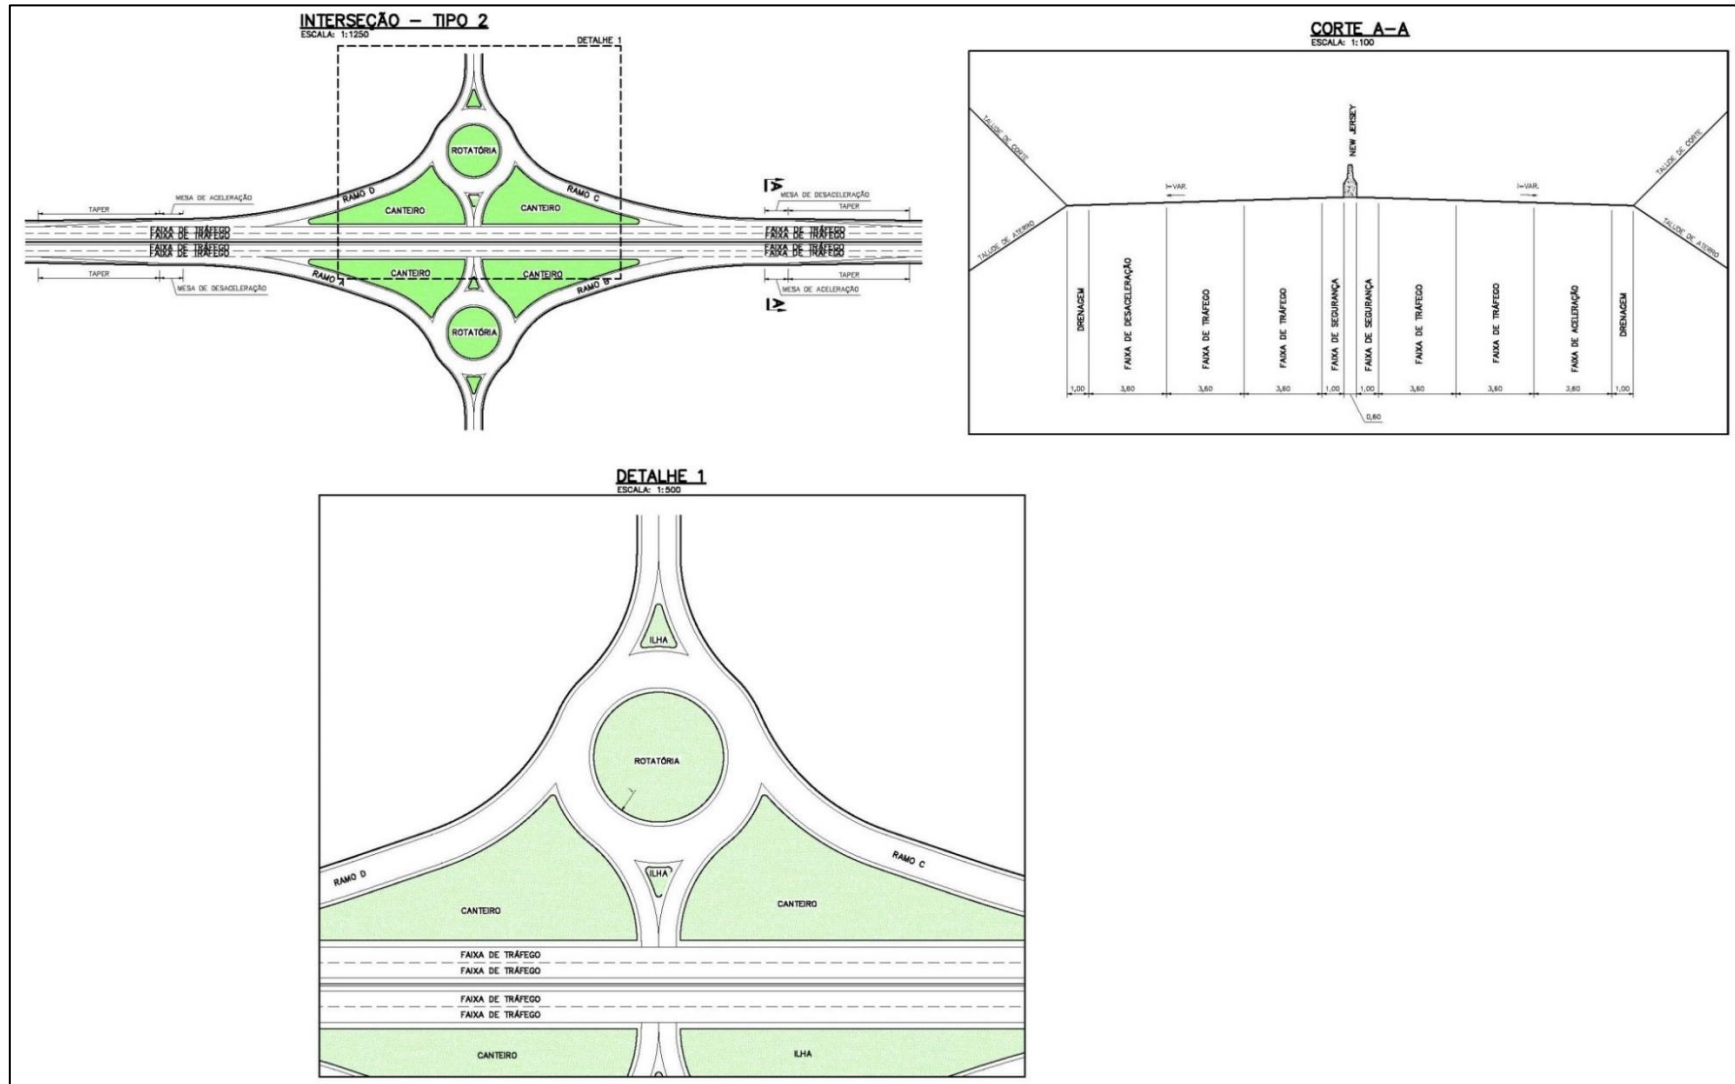 INTERSEÇÃO – TIPO 2
ESCALA: 1:1250
DETALHE 1
ROTATÓRIA
RAMO D
RAMO C
CANTEIRO
CANTEIRO
MESA DE ACELERAÇÃO
TAPER
MESA DE DESACELERAÇÃO
TAPER
A
FAIXA DE TRÁFEGO
FAIXA DE TRÁFEGO
FAIXA DE TRÁFEGO
FAIXA DE TRÁFEGO
FAIXA DE TRÁFEGO
FAIXA DE TRÁFEGO
FAIXA DE TRÁFEGO
FAIXA DE TRÁFEGO
CANTEIRO
CANTEIRO
TAPER
MESA DE DESACELERAÇÃO
RAMO A
RAMO B
TAPER
MESA DE ACELERAÇÃO
A
ROTATÓRIA
CORTE A–A
ESCALA: 1:100
TALUDE DE CORTE
NEW JERSEY
TALUDE DE CORTE
I-VAR.
I-VAR.
TALUDE DE ATERRO
TALUDE DE ATERRO
DRENAGEM
FAIXA DE DESACELERAÇÃO
FAIXA DE TRÁFEGO
FAIXA DE TRÁFEGO
FAIXA DE SEGURANÇA
FAIXA DE SEGURANÇA
FAIXA DE TRÁFEGO
FAIXA DE TRÁFEGO
FAIXA DE ACELERAÇÃO
DRENAGEM
1,00 3,60 3,60 3,60 1,00 1,00 3,60 3,60 3,60 1,00
0,60
DETALHE 1
ESCALA: 1:500
ILHA
ROTATÓRIA
RAMO D
RAMO C
ILHA
CANTEIRO
CANTEIRO
FAIXA DE TRÁFEGO
FAIXA DE TRÁFEGO
FAIXA DE TRÁFEGO
FAIXA DE TRÁFEGO
CANTEIRO
ILHA